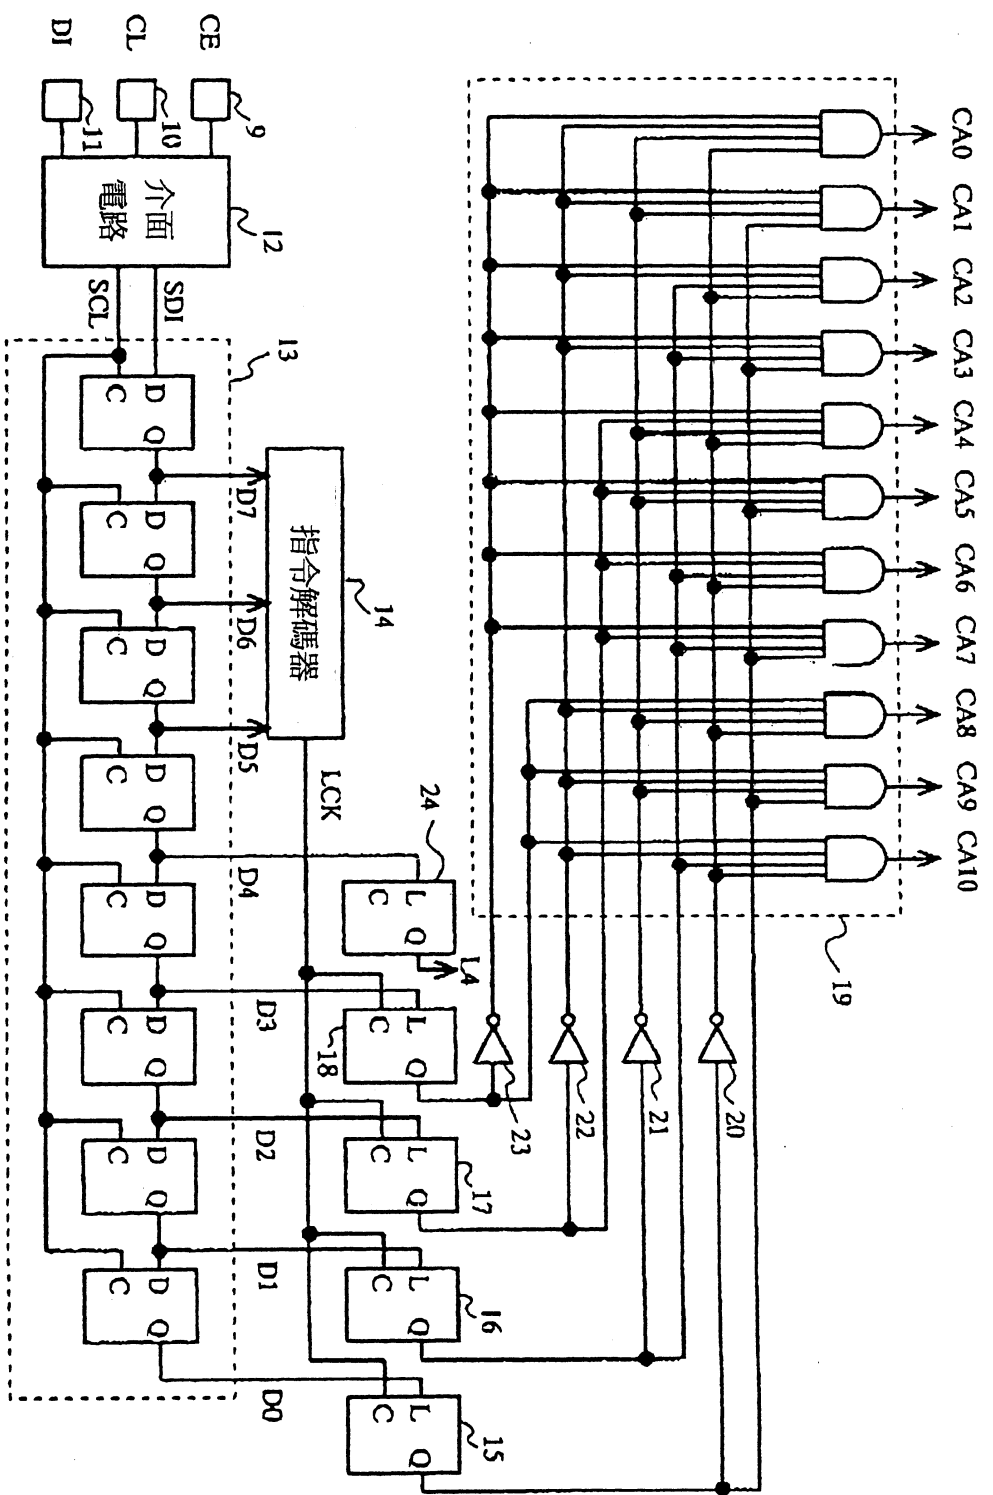 CE
CL
DI
9
10
11
介面
電路
12
SDI
SCL
13
D
C
Q
D7
D
C
Q
D6
D
C
Q
D5
D
C
Q
D4
D
C
Q
D3
D
C
Q
D2
D
C
Q
D1
D
C
Q
D0
指令解碼器
14
LCK
24
L
C
Q
L4
L
C
Q
18
L
C
Q
17
L
C
Q
16
L
C
Q
15
23
22
21
20
19
CA0
CA1
CA2
CA3
CA4
CA5
CA6
CA7
CA8
CA9
CA10